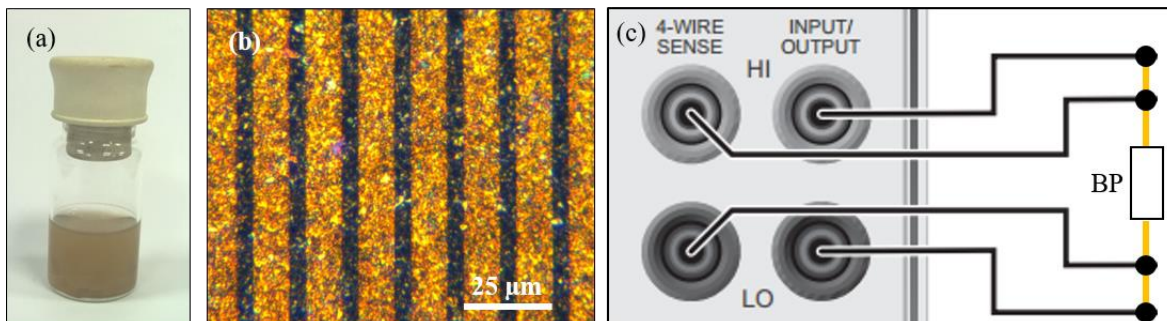 (a)
(b)
25 μm
(c)
4-WIRE
SENSE
INPUT/
OUTPUT
HI
BP
LO